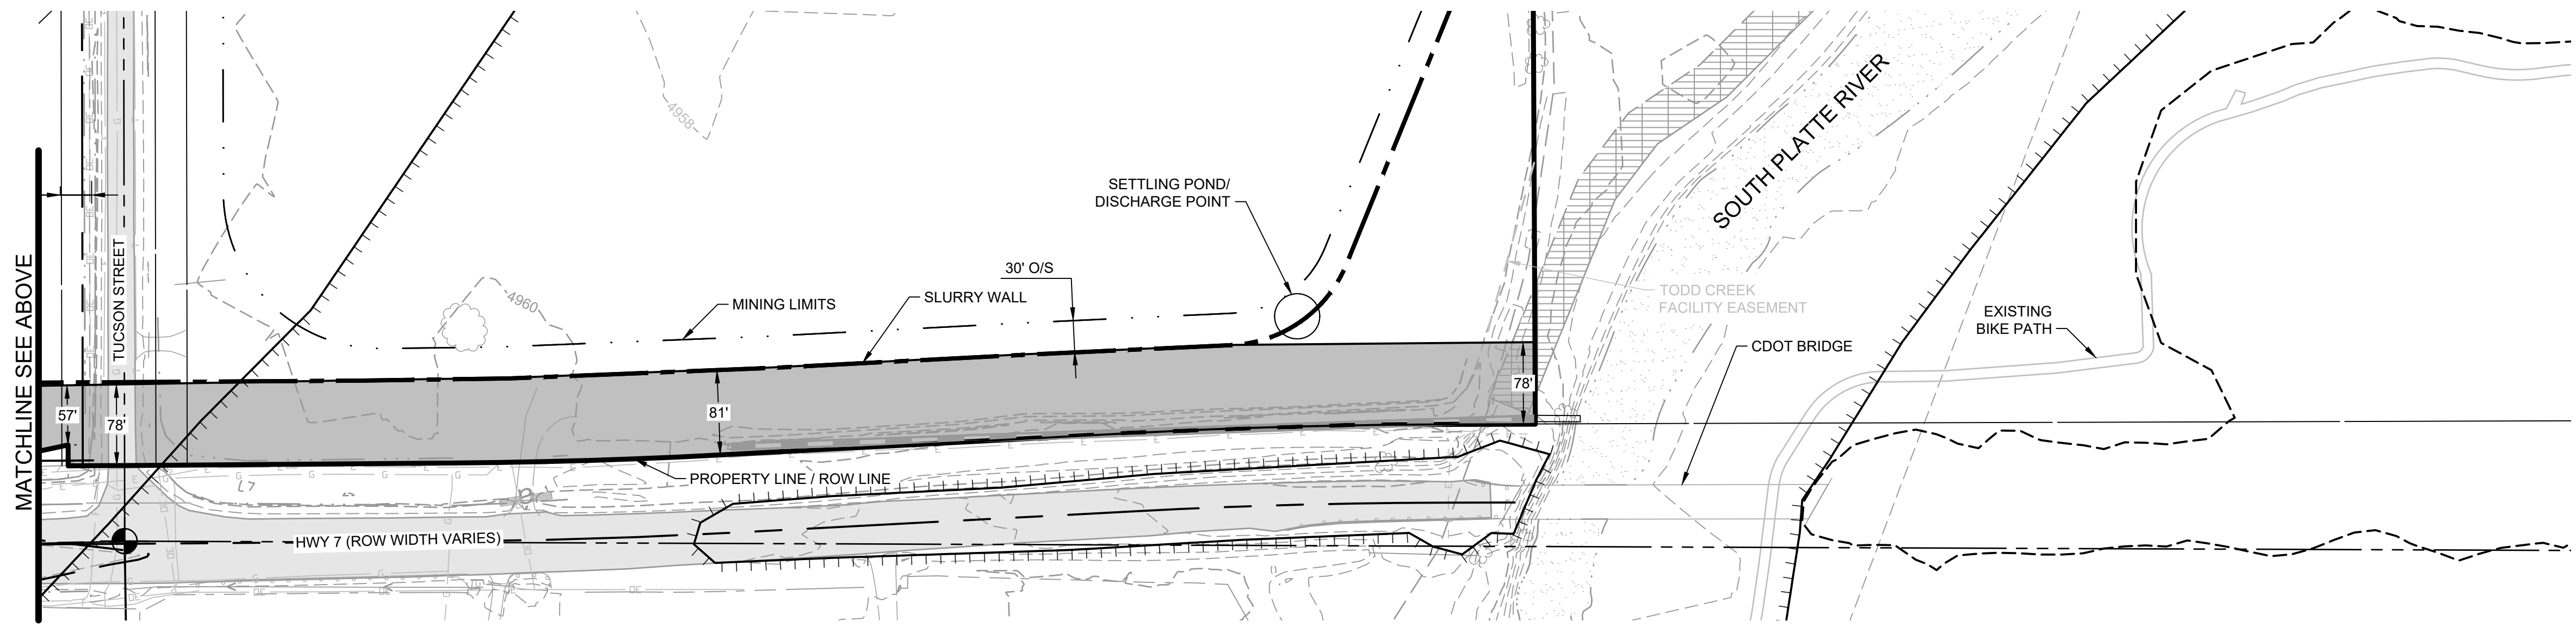 MATCHLINE SEE ABOVE
TUCSON STREET
4958
4960
SETTLING POND/
DISCHARGE POINT
30' O/S
MINING LIMITS
SLURRY WALL
SOUTH PLATTE RIVER
TODD CREEK
FACILITY EASEMENT
EXISTING
BIKE PATH
CDOT BRIDGE
57'
78'
81'
78'
PROPERTY LINE / ROW LINE
HWY 7 (ROW WIDTH VARIES)